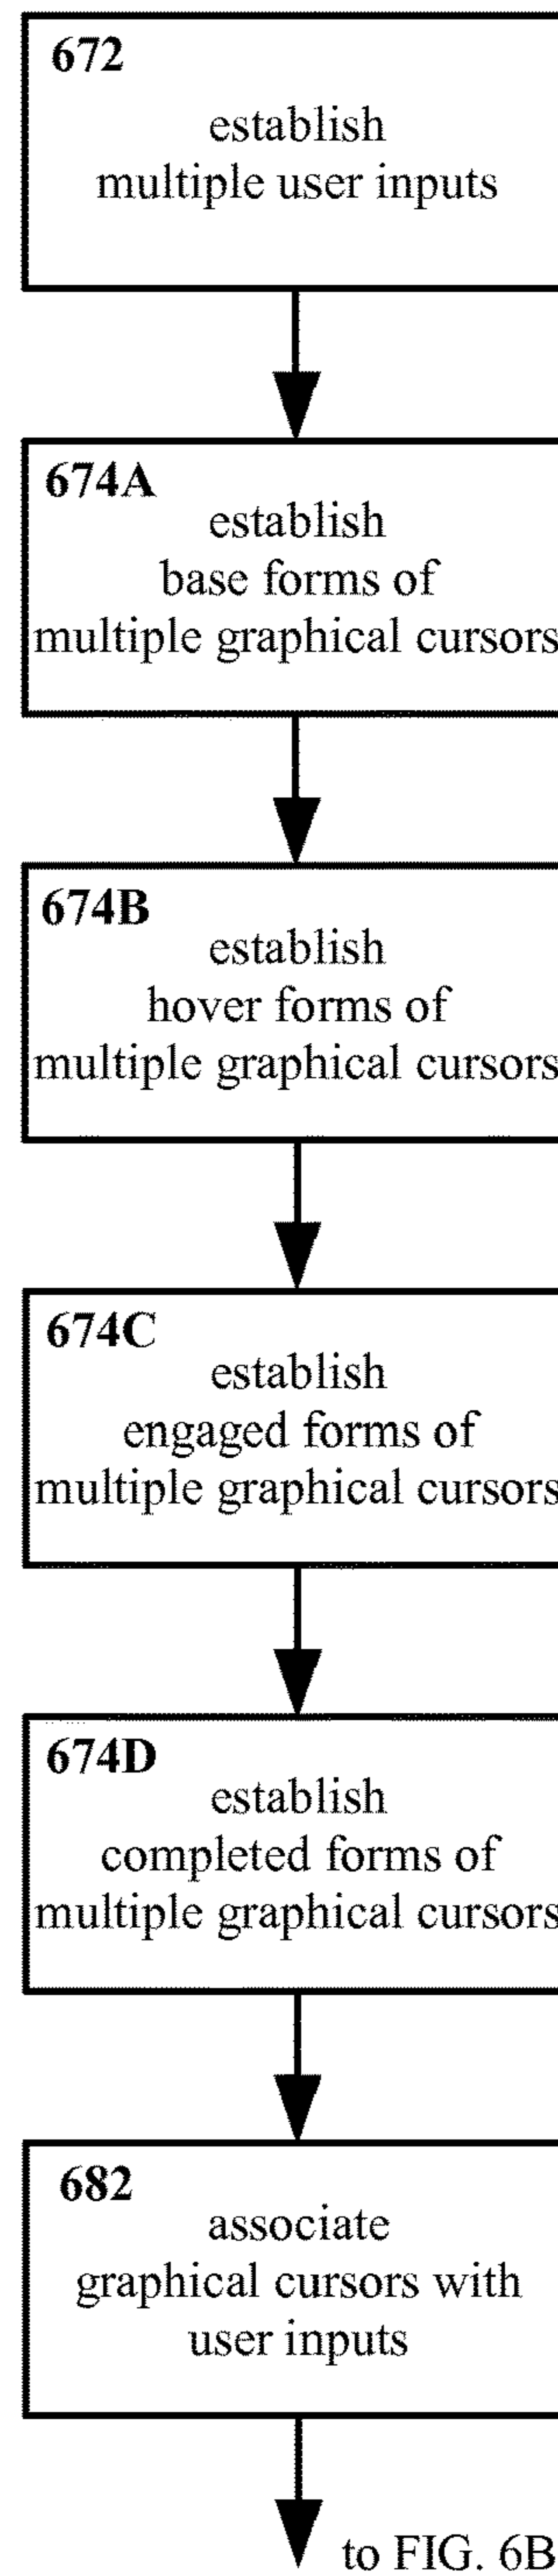 672
establish
multiple user inputs
674A
establish
base forms of
multiple graphical cursors
674B
establish
hover forms of
multiple graphical cursors
674C
establish
engaged forms of
multiple graphical cursors
674D
establish
completed forms of
multiple graphical cursors
682
associate
graphical cursors with
user inputs
to FIG. 6B